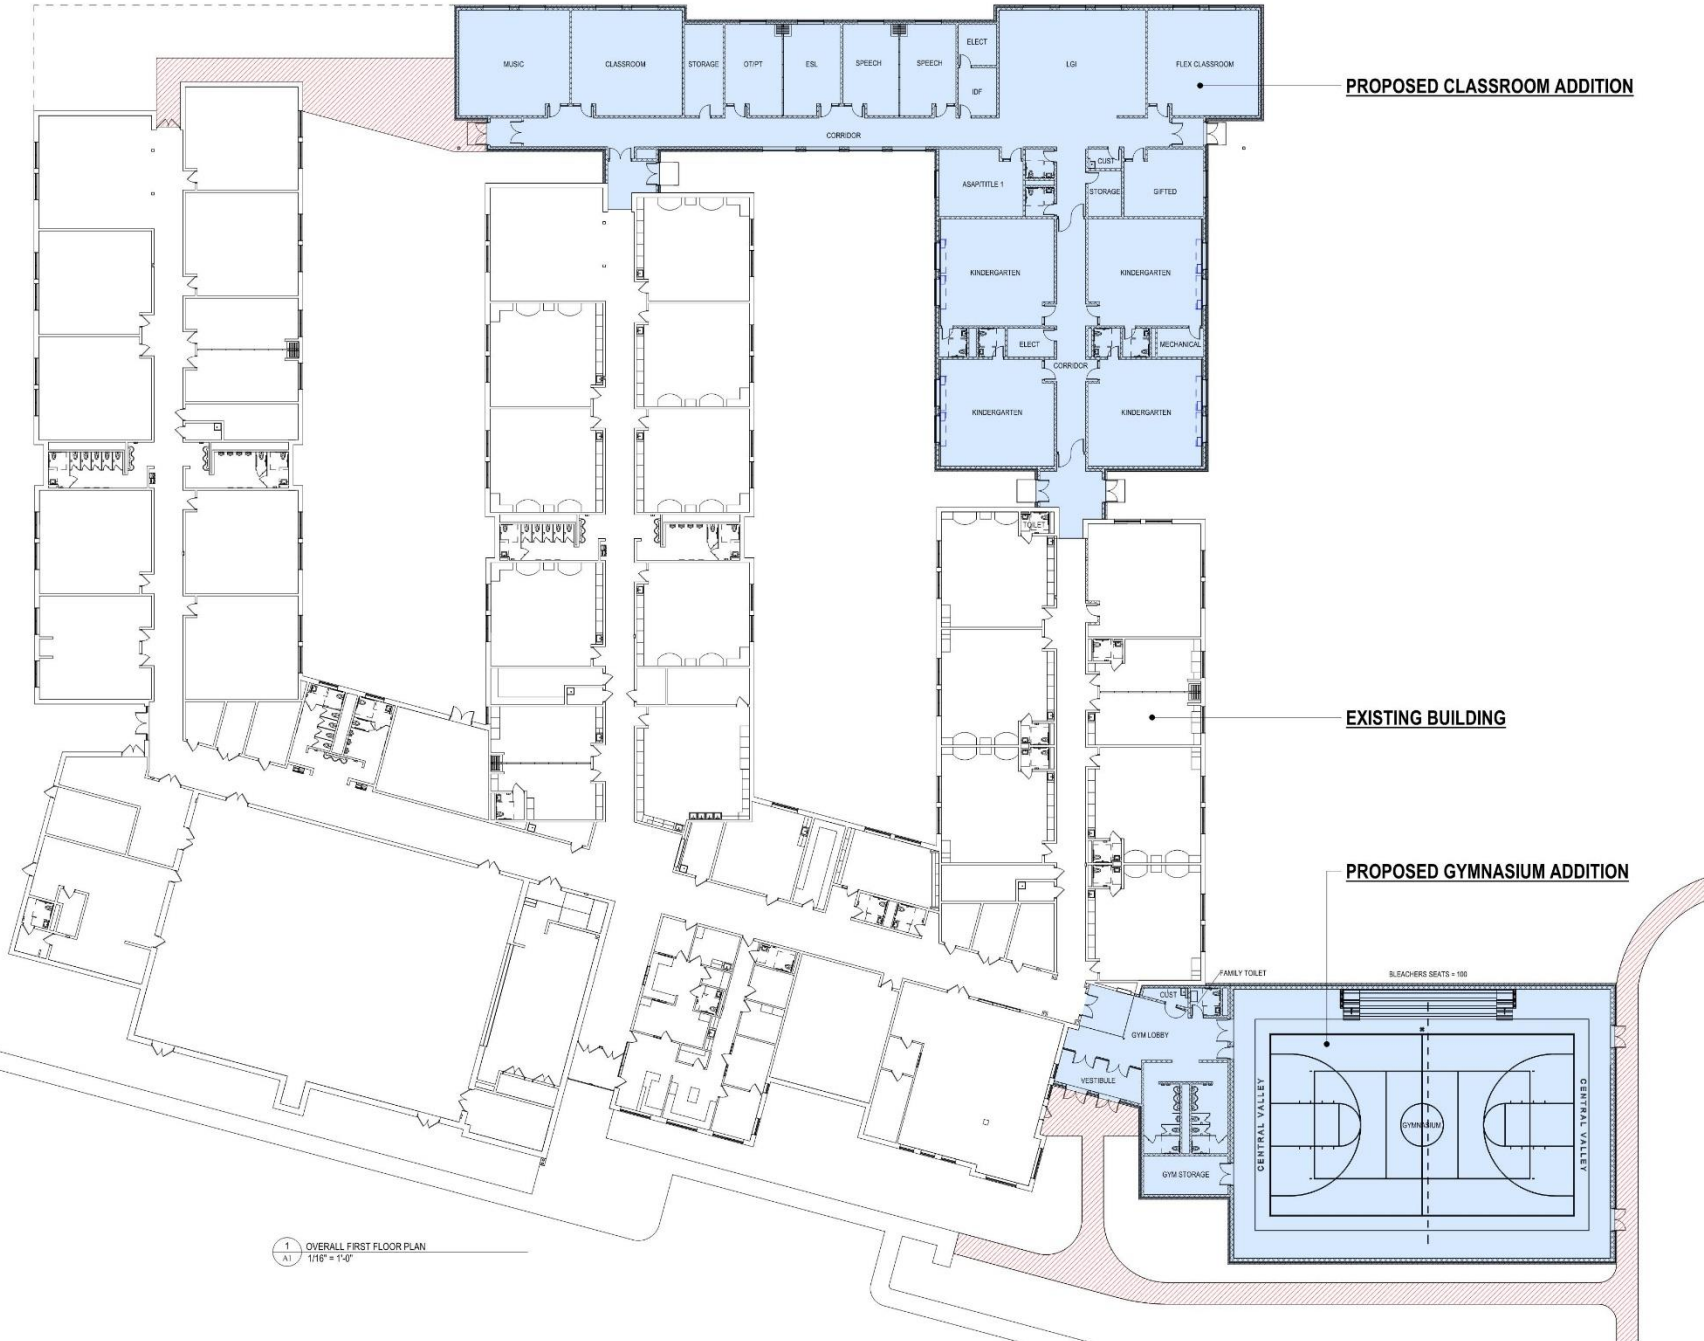 MUSIC
CLASSROOM
STORAGE
OT/PT
ESL
SPEECH
SPEECH
ELECT
IDF
LGI
FLEX CLASSROOM
PROPOSED CLASSROOM ADDITION
CORRIDOR
ASAP/TITLE 1
CUST
STORAGE
GIFTED
KINDERGARTEN
KINDERGARTEN
ELECT
MECHANICAL
CORRIDOR
KINDERGARTEN
KINDERGARTEN
TOILET
EXISTING BUILDING
PROPOSED GYMNASIUM ADDITION
FAMILY TOILET
BLEACHERS SEATS = 100
CUST
GYM LOBBY
VESTIBULE
CENTRAL VALLEY
GYMNASIUM
CENTRAL VALLEY
GYM STORAGE
1 OVERALL FIRST FLOOR PLAN
A1 1/16" = 1'-0"